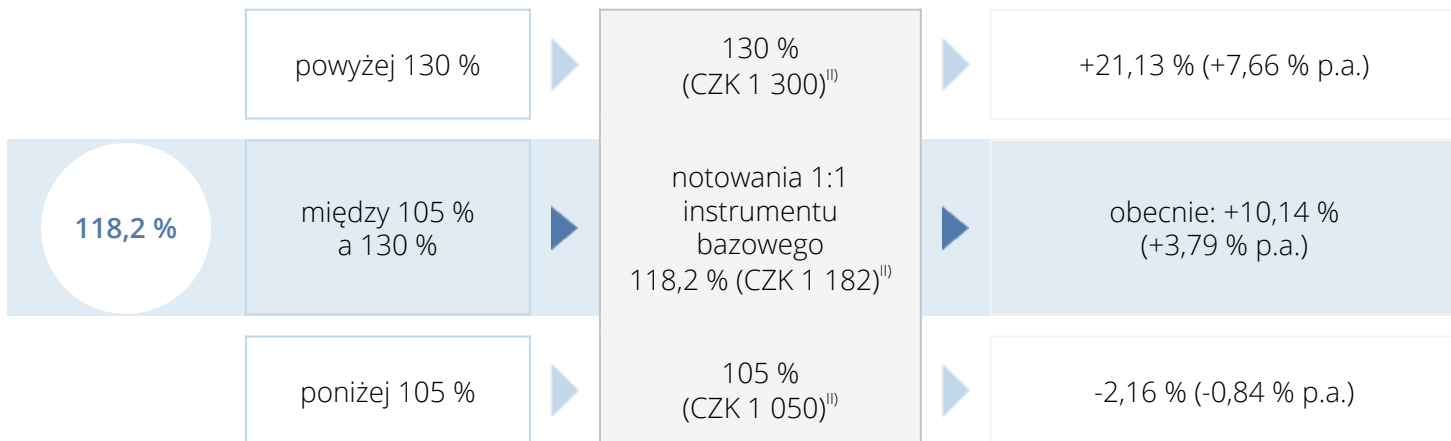 powyżej 130 %
130 %
(CZK 1 300)II)
+21,13 % (+7,66 % p.a.)
118,2 %
między 105 %
a 130 %
notowania 1:1
instrumentu
bazowego
118,2 % (CZK 1 182)II)
obecnie: +10,14 %
(+3,79 % p.a.)
poniżej 105 %
105 %
(CZK 1 050)II)
-2,16 % (-0,84 % p.a.)